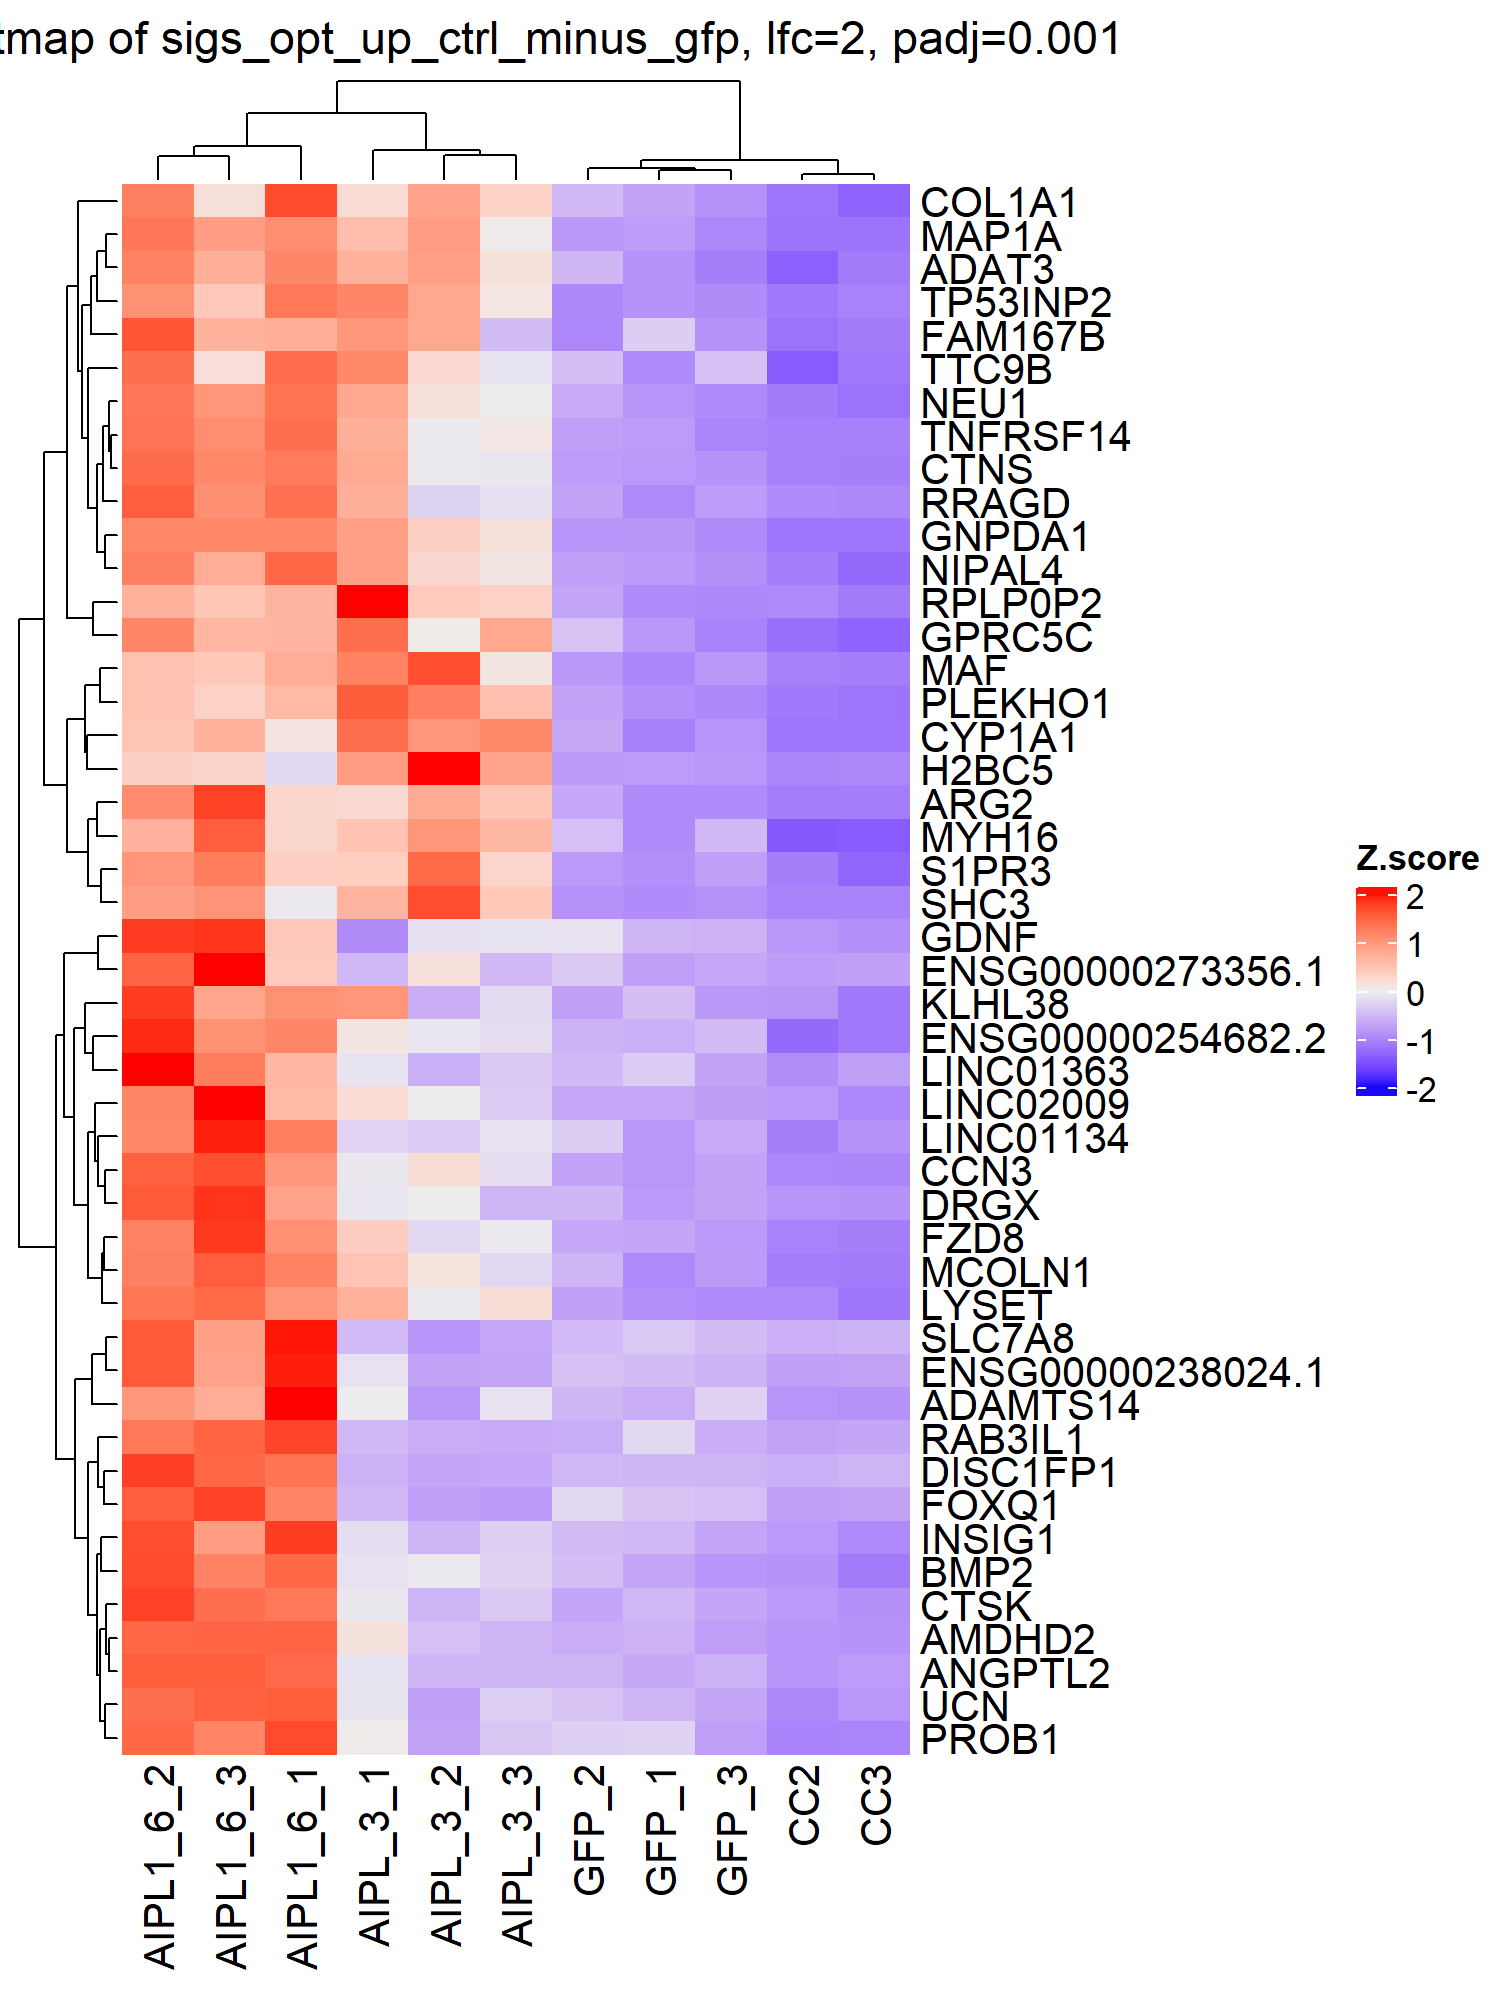 tmap of sigs_opt_up_ctrl_minus_gfp, lfc=2, padj=0.001
COL1A1
MAP1A
ADAT3
TP53INP2
FAM167B
TTC9B
NEU1
TNFRSF14
CTNS
RRAGD
GNPDA1
NIPAL4
RPLP0P2
GPRC5C
MAF
PLEKHO1
CYP1A1
H2BC5
ARG2
MYH16
S1PR3
SHC3
GDNF
ENSG00000273356.1
KLHL38
ENSG00000254682.2
LINC01363
LINC02009
LINC01134
CCN3
DRGX
FZD8
MCOLN1
LYSET
SLC7A8
ENSG00000238024.1
ADAMTS14
RAB3IL1
DISC1FP1
FOXQ1
INSIG1
BMP2
CTSK
AMDHD2
ANGPTL2
UCN
PROB1
AIPL1_6_2
AIPL1_6_3
AIPL1_6_1
AIPL_3_1
AIPL_3_2
AIPL_3_3
GFP_2
GFP_1
GFP_3
CC2
CC3
Z.score
2
1
0
-1
-2